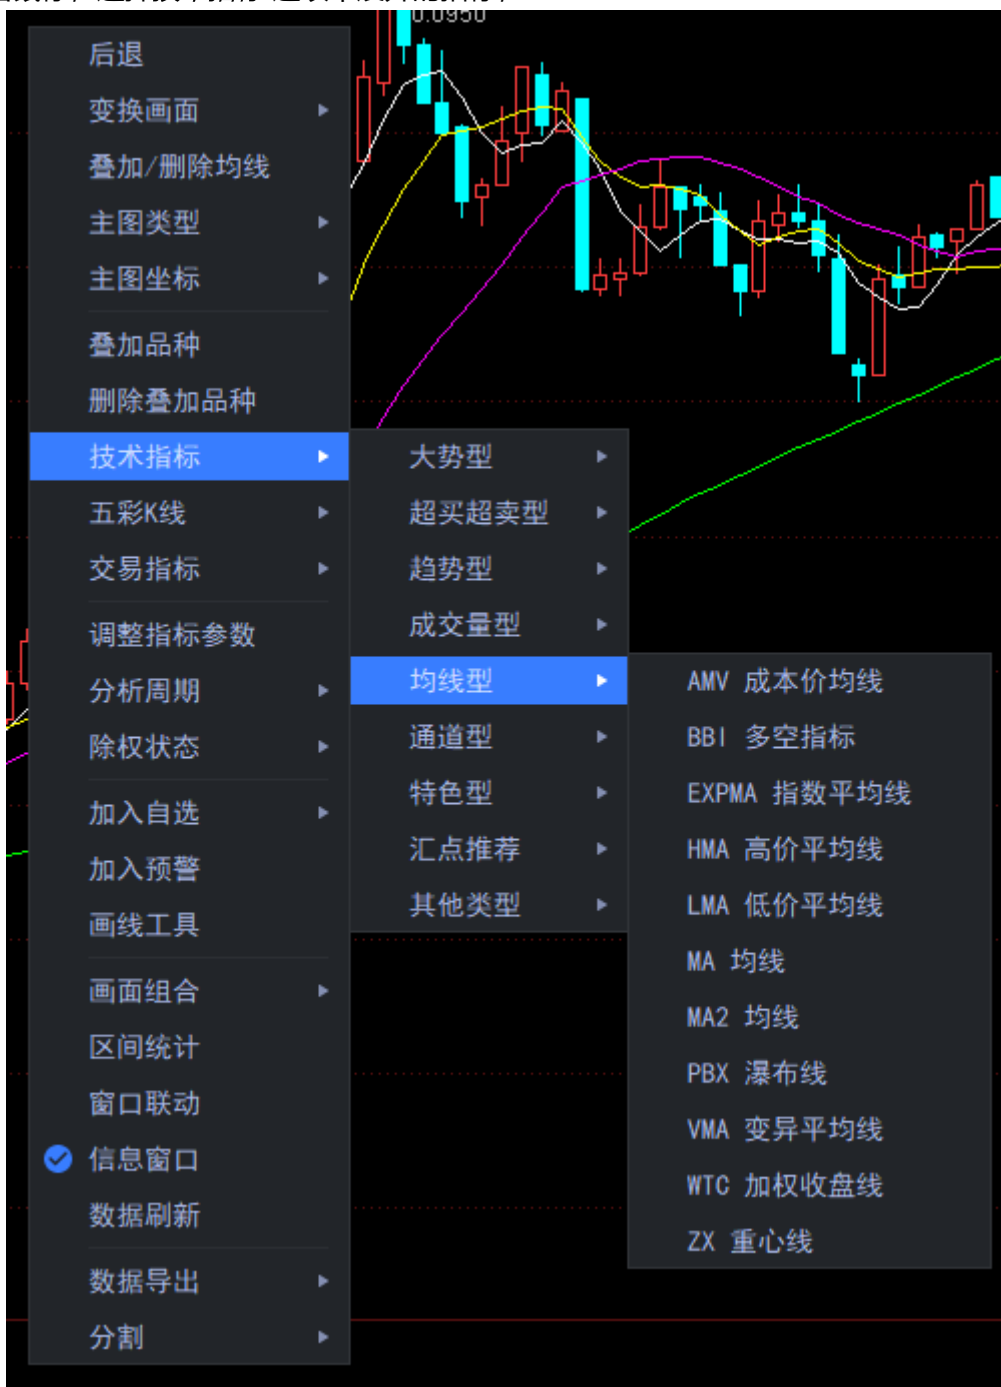 0.0950
后退
变换画面
叠加/删除均线
主图类型
主图坐标
叠加品种
删除叠加品种
技术指标
五彩K线
交易指标
调整指标参数
分析周期
除权状态
加入自选
加入预警
画线工具
画面组合
区间统计
窗口联动
信息窗口
数据刷新
数据导出
分割
大势型
超买超卖型
趋势型
成交量型
均线型
通道型
特色型
汇点推荐
其他类型
AMV 成本价均线
BBI 多空指标
EXPMA 指数平均线
HMA 高价平均线
LMA 低价平均线
MA 均线
MA2 均线
PBX 瀑布线
VMA 变异平均线
WTC 加权收盘线
ZX 重心线